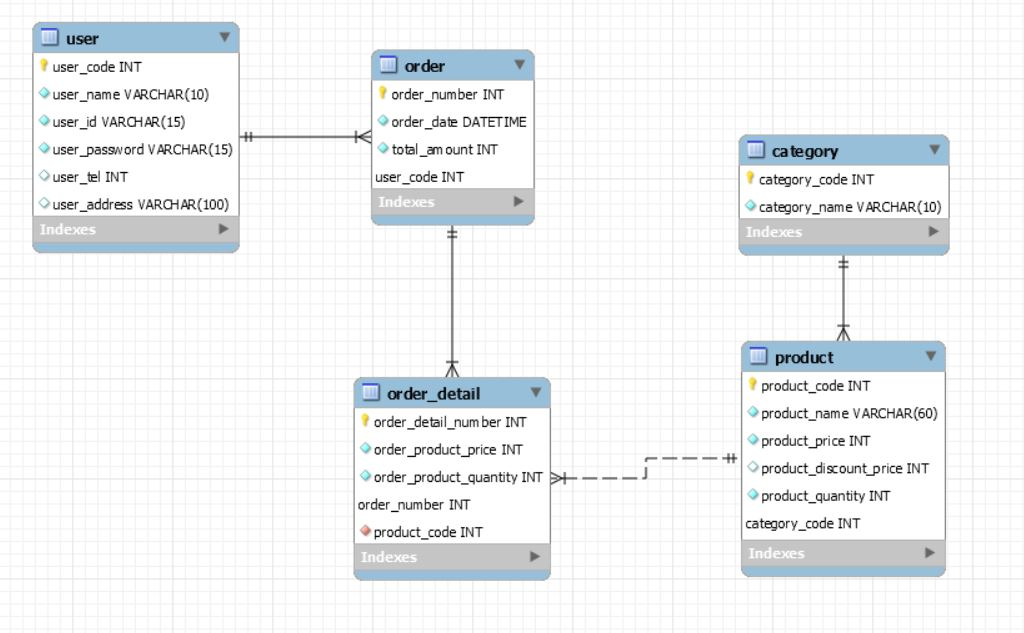 user
user_code INT
user_name VARCHAR(10)
user_id VARCHAR(15)
user_password VARCHAR(15)
user_tel INT
user_address VARCHAR(100)
Indexes
order
order_number INT
order_date DATETIME
total_amount INT
user_code INT
Indexes
category
category_code INT
category_name VARCHAR(10)
Indexes
order_detail
order_detail_number INT
order_product_price INT
order_product_quantity INT
order_number INT
product_code INT
Indexes
product
product_code INT
product_name VARCHAR(60)
product_price INT
product_discount_price INT
product_quantity INT
category_code INT
Indexes